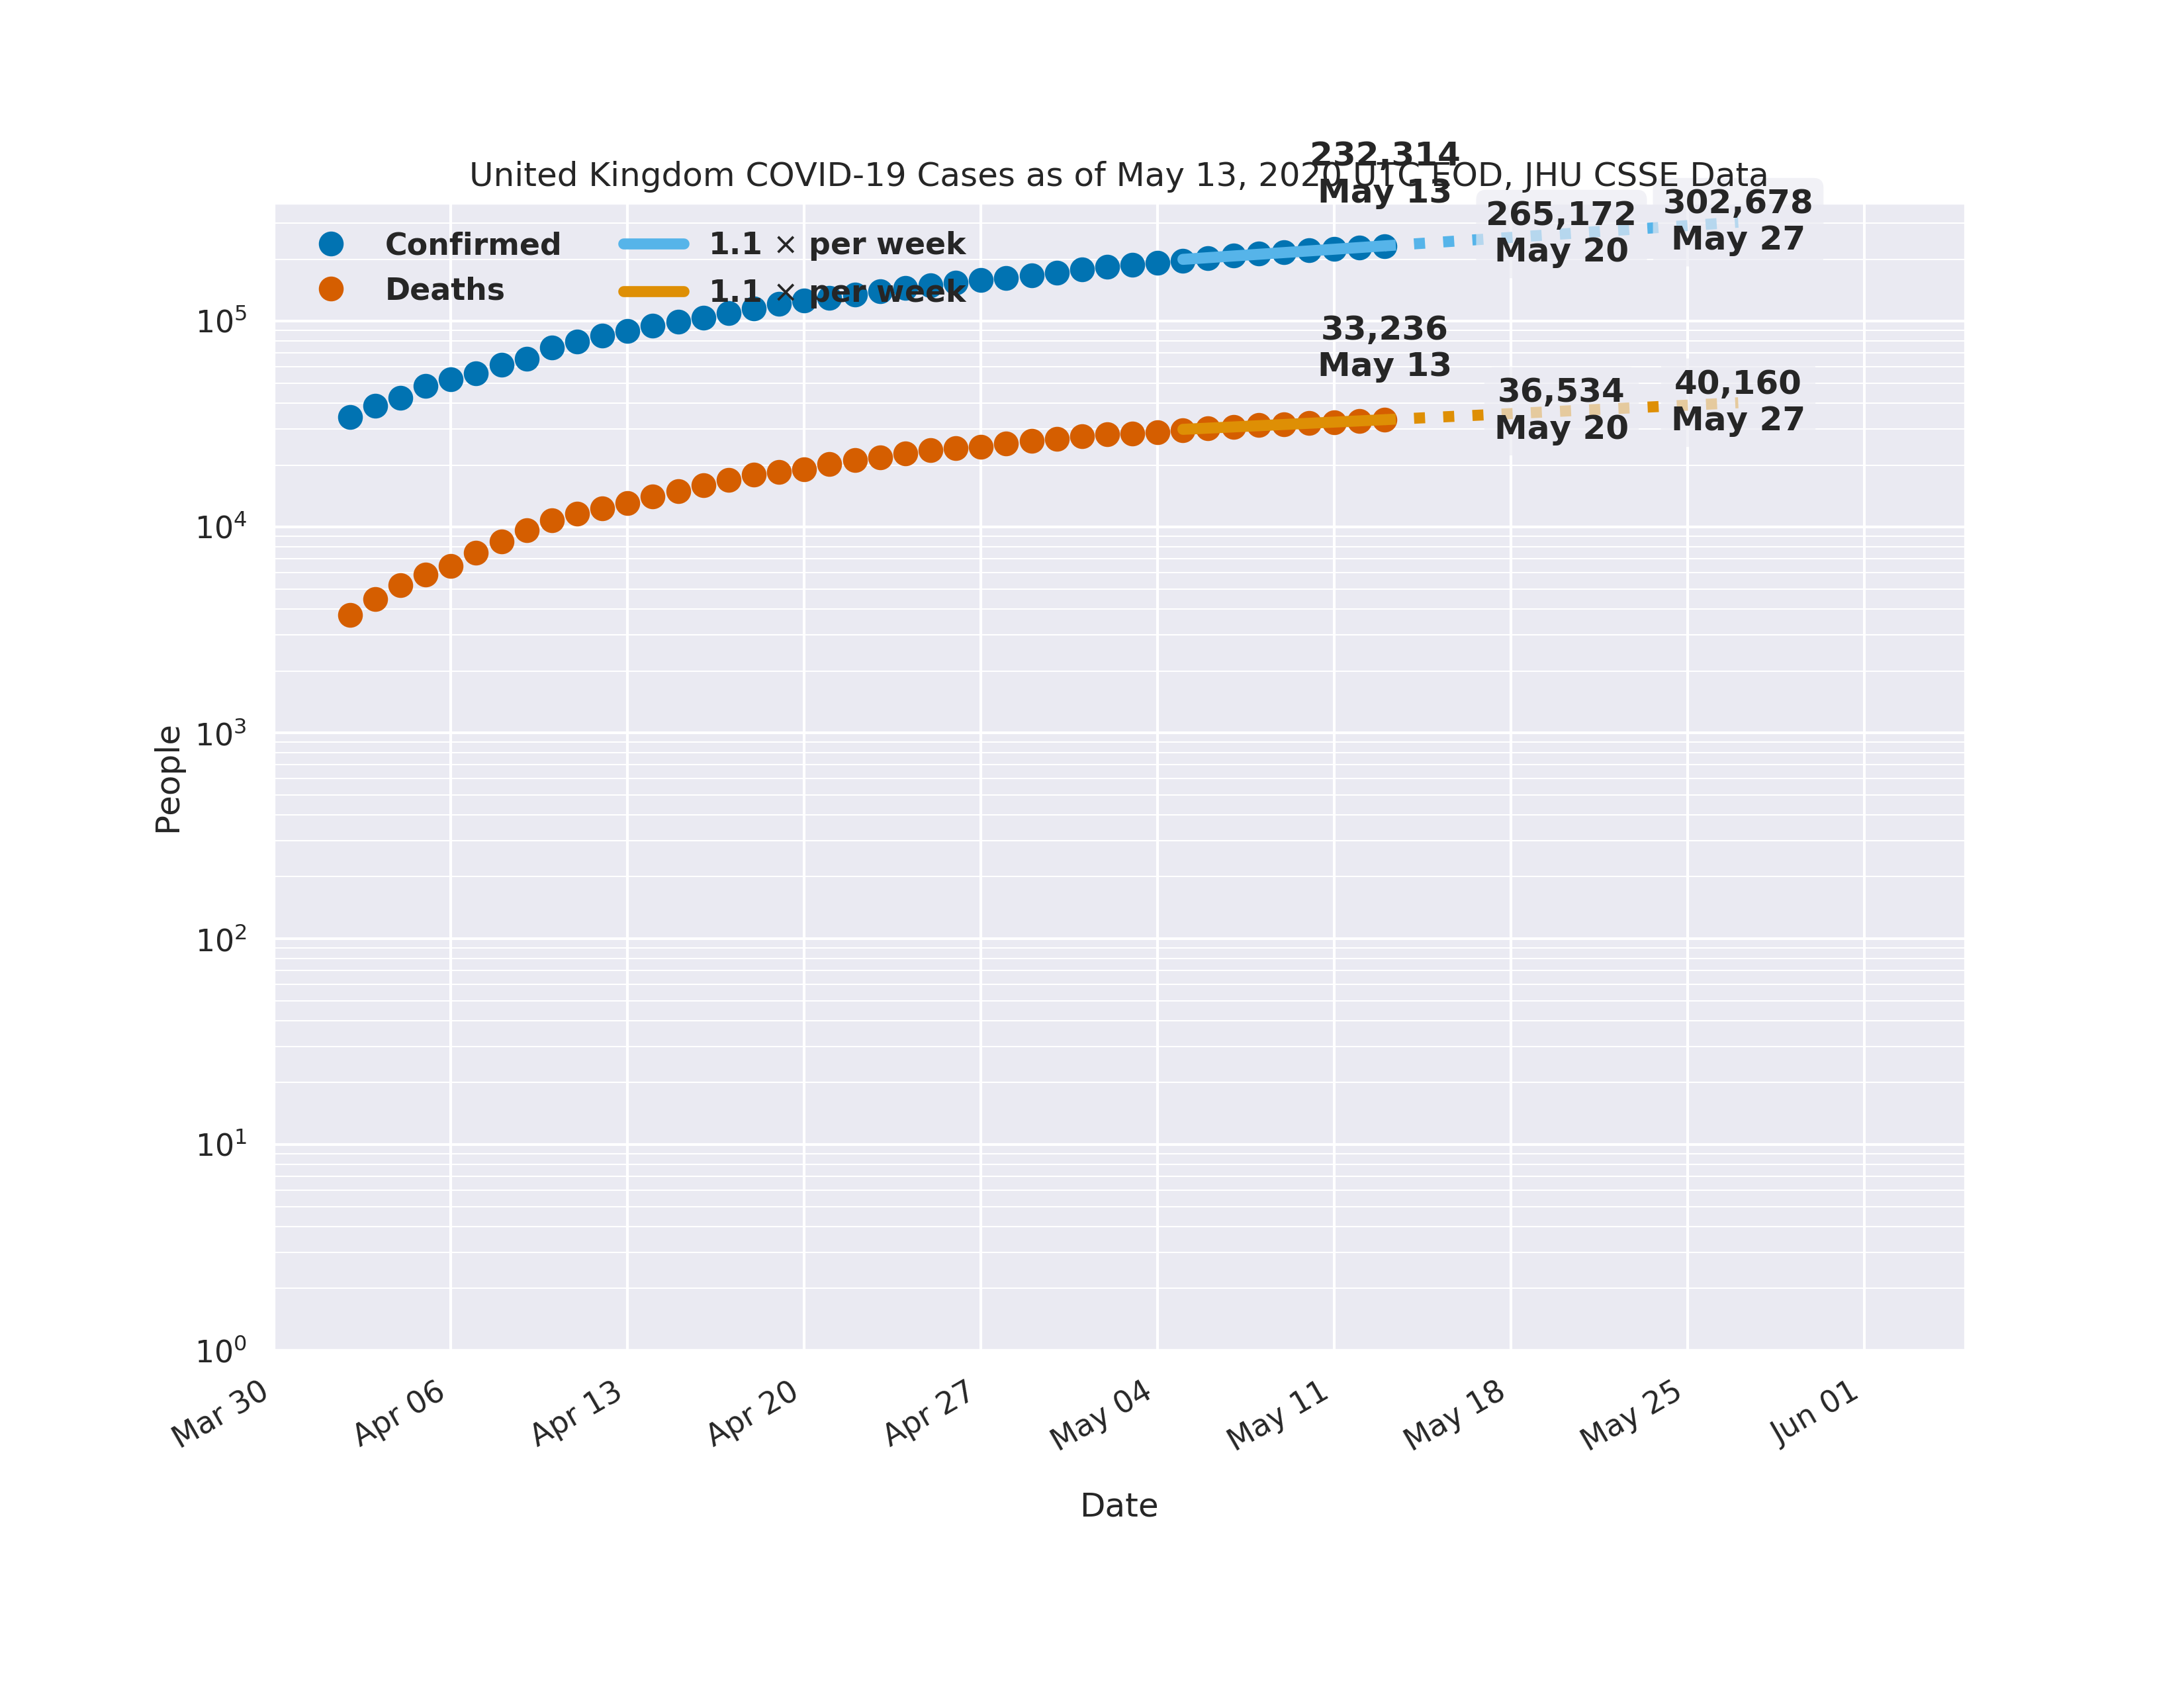 232,314
May 13
United Kingdom COVID-19 Cases as of May 13, 2020 UTC EOD, JHU CSSE Data
265,172
May 20
302,678
May 27
Confirmed
Deaths
1.1 × per week
1.1 × per week
33,236
May 13
36,534
May 20
40,160
May 27
10⁵
10⁴
10³
10²
10¹
10⁰
People
Mar 30
Apr 06
Apr 13
Apr 20
Apr 27
May 04
May 11
May 18
May 25
Jun 01
Date